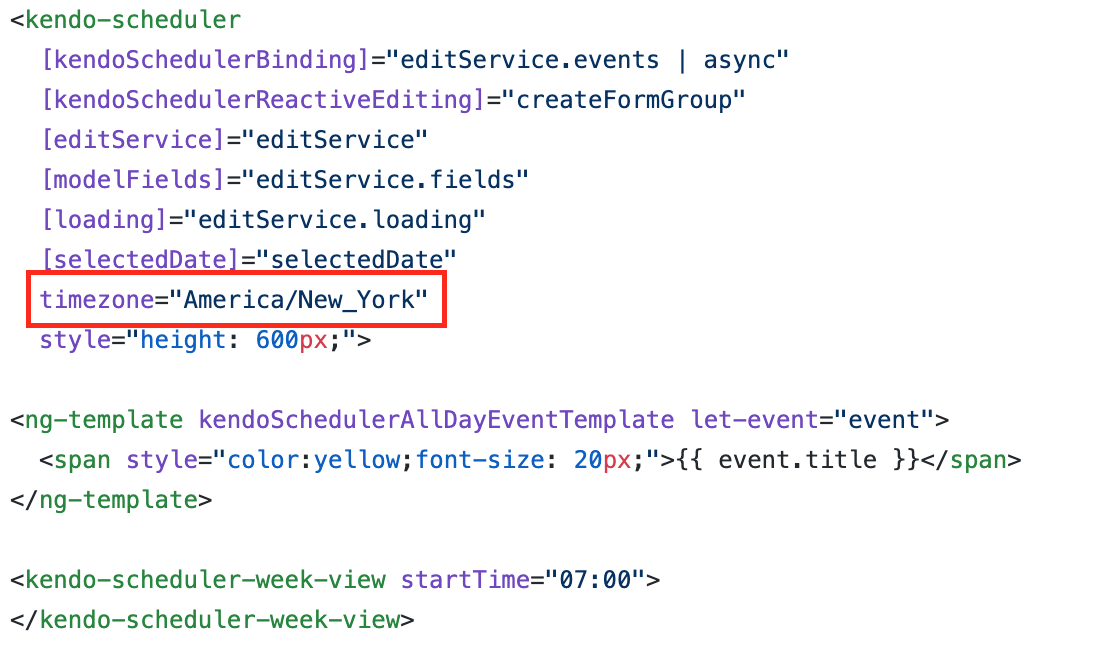 <kendo-scheduler
[kendoSchedulerBinding]="editService.events | async"
[kendoSchedulerReactiveEditing]="createFormGroup"
[editService]="editService"
[modelFields]="editService.fields"
[loading]="editService.loading"
[selectedDate]="selectedDate"
timezone="America/New_York"
style="height: 600px;">
<ng-template kendoSchedulerAllDayEventTemplate let-event="event">
<span style="color:yellow;font-size: 20px;">{{ event.title }}</span>
</ng-template>
<kendo-scheduler-week-view startTime="07:00">
</kendo-scheduler-week-view>